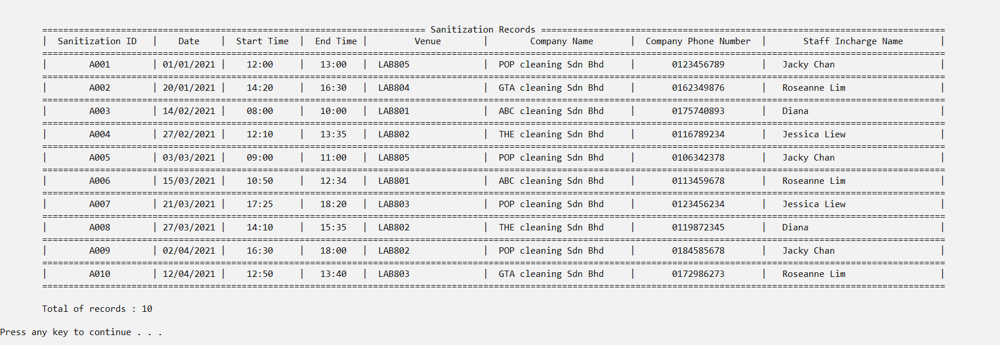 ========================================================================= Sanitization Records =============================================================================
|  Sanitization ID   |    Date    |  Start Time  |  End Time |         Venue        |        Company Name       |  Company Phone Number  |       Staff Incharge Name       |
============================================================================================================================================================================
|        A001        | 01/01/2021 |    12:00     |   13:00   |  LAB805              |  POP cleaning Sdn Bhd     |       0123456789       |   Jacky Chan                    |
============================================================================================================================================================================
|        A002        | 20/01/2021 |    14:20     |   16:30   |  LAB804              |  GTA cleaning Sdn Bhd     |       0162349876       |   Roseanne Lim                  |
============================================================================================================================================================================
|        A003        | 14/02/2021 |    08:00     |   10:00   |  LAB801              |  ABC cleaning Sdn Bhd     |       0175740893       |   Diana                         |
============================================================================================================================================================================
|        A004        | 27/02/2021 |    12:10     |   13:35   |  LAB802              |  THE cleaning Sdn Bhd     |       0116789234       |   Jessica Liew                  |
============================================================================================================================================================================
|        A005        | 03/03/2021 |    09:00     |   11:00   |  LAB805              |  POP cleaning Sdn Bhd     |       0106342378       |   Jacky Chan                    |
============================================================================================================================================================================
|        A006        | 15/03/2021 |    10:50     |   12:34   |  LAB801              |  ABC cleaning Sdn Bhd     |       0113459678       |   Roseanne Lim                  |
============================================================================================================================================================================
|        A007        | 21/03/2021 |    17:25     |   18:20   |  LAB803              |  POP cleaning Sdn Bhd     |       0123456234       |   Jessica Liew                  |
============================================================================================================================================================================
|        A008        | 27/03/2021 |    14:10     |   15:35   |  LAB802              |  THE cleaning Sdn Bhd     |       0119872345       |   Diana                         |
============================================================================================================================================================================
|        A009        | 02/04/2021 |    16:30     |   18:00   |  LAB802              |  POP cleaning Sdn Bhd     |       0184585678       |   Jacky Chan                    |
============================================================================================================================================================================
|        A010        | 12/04/2021 |    12:50     |   13:40   |  LAB803              |  GTA cleaning Sdn Bhd     |       0172986273       |   Roseanne Lim                  |
============================================================================================================================================================================
Total of records : 10
Press any key to continue . . .